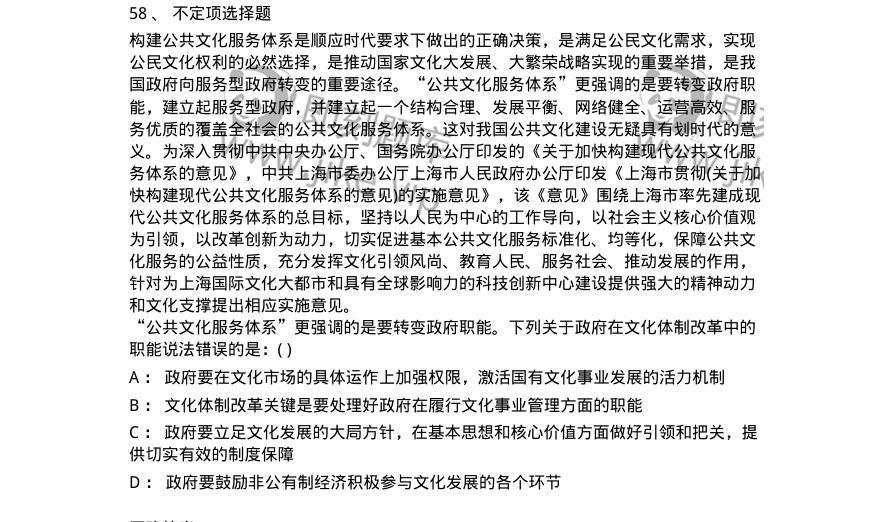 58 、 不定项选择题
构建公共文化服务体系是顺应时代要求下做出的正确决策，是满足公民文化需求，实现
公民文化权利的必然选择，是推动国家文化大发展、大繁荣战略实现的重要举措，是我
国政府向服务型政府转变的重要途径。“公共文化服务体系”更强调的是要转变政府职
能，建立起服务型政府，并建立起一个结构合理、发展平衡、网络健全、运营高效、服
务优质的覆盖全社会的公共文化服务体系。这对我国公共文化建设无疑具有划时代的意
义。为深入贯彻中共中央办公厅、国务院办公厅印发的《关于加快构建现代公共文化服
务体系的意见》，中共上海市委办公厅上海市人民政府办公厅印发《上海市贯彻(关于加
快构建现代公共文化服务体系的意见)的实施意见》，该《意见》围绕上海市率先建成现
代公共文化服务体系的总目标，坚持以人民为中心的工作导向，以社会主义核心价值观
为引领，以改革创新为动力，切实促进基本公共文化服务标准化、均等化，保障公共文
化服务的公益性质，充分发挥文化引领风尚、教育人民、服务社会、推动发展的作用，
针对为上海国际文化大都市和具有全球影响力的科技创新中心建设提供强大的精神动力
和文化支撑提出相应实施意见。
“公共文化服务体系”更强调的是要转变政府职能。下列关于政府在文化体制改革中的
职能说法错误的是：( )
A ： 政府要在文化市场的具体运作上加强权限，激活国有文化事业发展的活力机制
B ： 文化体制改革关键是要处理好政府在履行文化事业管理方面的职能
C ： 政府要立足文化发展的大局方针，在基本思想和核心价值方面做好引领和把关，提
供切实有效的制度保障
D ： 政府要鼓励非公有制经济积极参与文化发展的各个环节